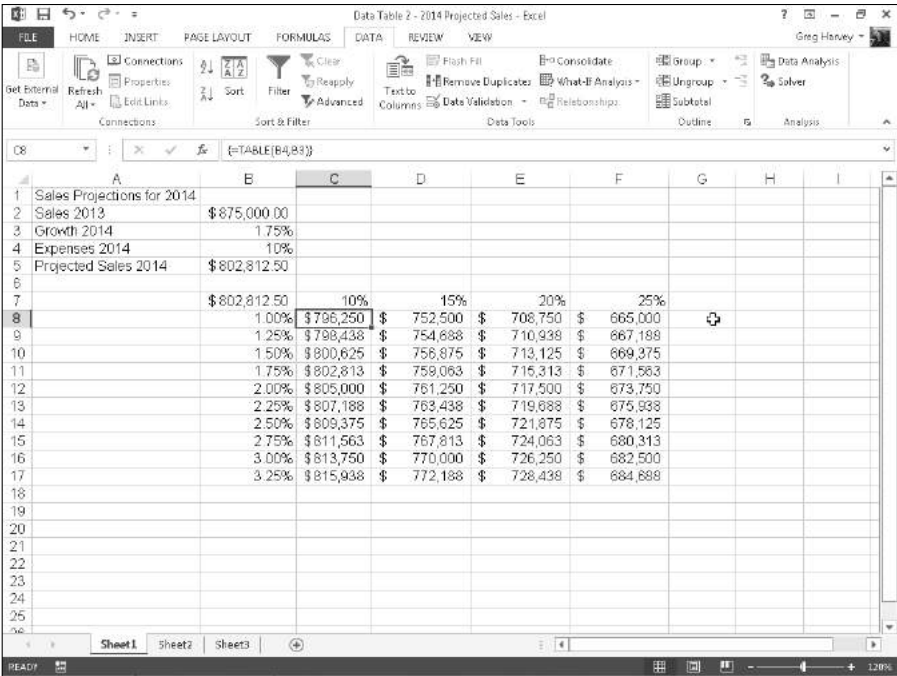 Data Table 2 - 2014 Projected Sales - Excel
FILE HOME INSERT PAGE LAYOUT FORMULAS DATA REVIEW VIEW Greg Harvey
Get External Data
Refresh All
Connections
Properties
Edit Links
Connections
Sort
Filter
Clear
Reapply
Advanced
Sort & Filter
Text to Columns
Flash Fill
Remove Duplicates
Data Validation
Consolidate
What-If Analysis
Relationships
Data Tools
Group
Ungroup
Subtotal
Outline
Data Analysis
Solver
Analysis
C8 fx {=TABLE(B4,B3)}
A B C D E F G H I
1 Sales Projections for 2014
2 Sales 2013 $875,000.00
3 Growth 2014 1.75%
4 Expenses 2014 10%
5 Projected Sales 2014 $802,812.50
6
7 $802,812.50 10% 15% 20% 25%
8 1.00% $796,250 $ 752,500 $ 708,750 $ 665,000
9 1.25% $798,438 $ 754,688 $ 710,938 $ 667,188
10 1.50% $800,625 $ 756,875 $ 713,125 $ 669,375
11 1.75% $802,813 $ 759,063 $ 715,313 $ 671,563
12 2.00% $805,000 $ 761,250 $ 717,500 $ 673,750
13 2.25% $807,188 $ 763,438 $ 719,688 $ 675,938
14 2.50% $809,375 $ 765,625 $ 721,875 $ 678,125
15 2.75% $811,563 $ 767,813 $ 724,063 $ 680,313
16 3.00% $813,750 $ 770,000 $ 726,250 $ 682,500
17 3.25% $815,938 $ 772,188 $ 728,438 $ 684,688
18
19
20
21
22
23
24
25
26
Sheet1 Sheet2 Sheet3
READY 120%